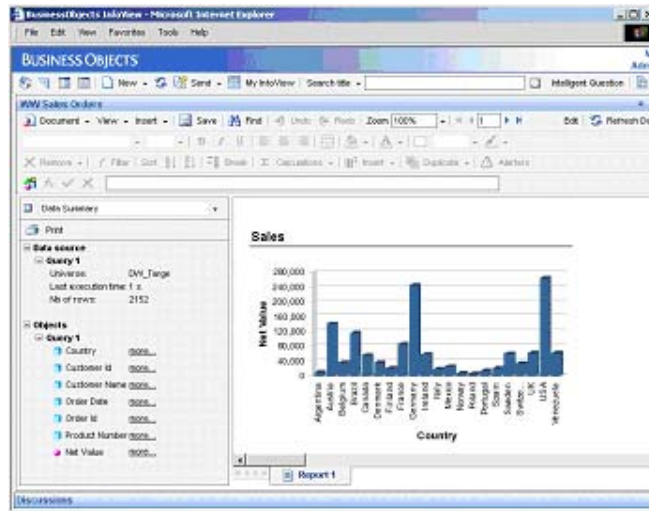 BusinessObjects InfoView - Microsoft Internet Explorer
File Edit View Favorites Tools Help
BUSINESS OBJECTS
New Send My InfoView Search title Intelligent Question
WW Sales Orders
Document View Insert Save Find Undo Redo Zoom 100% 1 Edit Refresh Da
Remove Filter Sort Break Σ Calculations Insert Duplicate Alerters
Data Summary
Print
Data source
Query 1
Universe: DW_Targe
Last execution time: 1 s
Nb of rows: 2152
Objects
Query 1
Country more...
Customer Id more...
Customer Name more...
Order Date more...
Order Id more...
Product Number more...
Net Value more...
Sales
Net Value
280,000
240,000
200,000
160,000
120,000
80,000
40,000
0
Argentina
Austria
Belgium
Brazil
Canada
Denmark
Finland
France
Germany
Ireland
Italy
Mexico
Norway
Poland
Portugal
Spain
Sweden
Switze...
UK
USA
Venezuela
Country
Report 1
Discussions